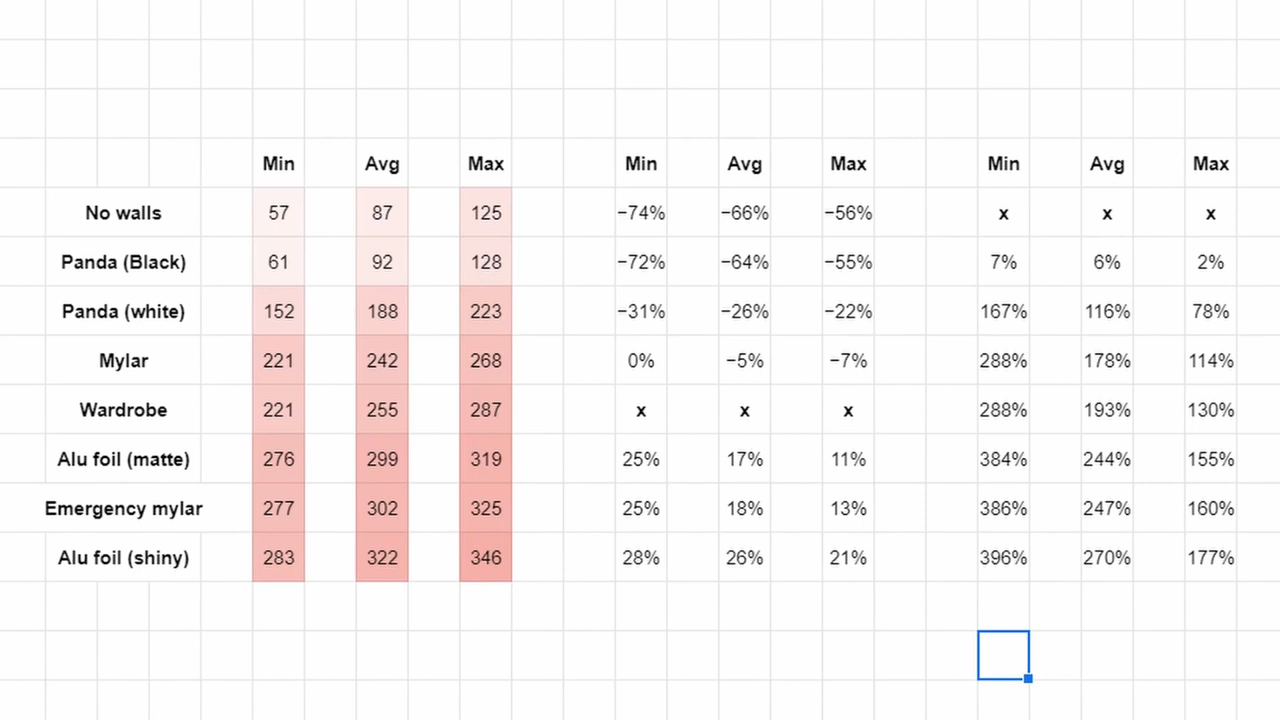 Min Avg Max Min Avg Max Min Avg Max
No walls 57 87 125 −74% −66% −56% x x x
Panda (Black) 61 92 128 −72% −64% −55% 7% 6% 2%
Panda (white) 152 188 223 −31% −26% −22% 167% 116% 78%
Mylar 221 242 268 0% −5% −7% 288% 178% 114%
Wardrobe 221 255 287 x x x 288% 193% 130%
Alu foil (matte) 276 299 319 25% 17% 11% 384% 244% 155%
Emergency mylar 277 302 325 25% 18% 13% 386% 247% 160%
Alu foil (shiny) 283 322 346 28% 26% 21% 396% 270% 177%